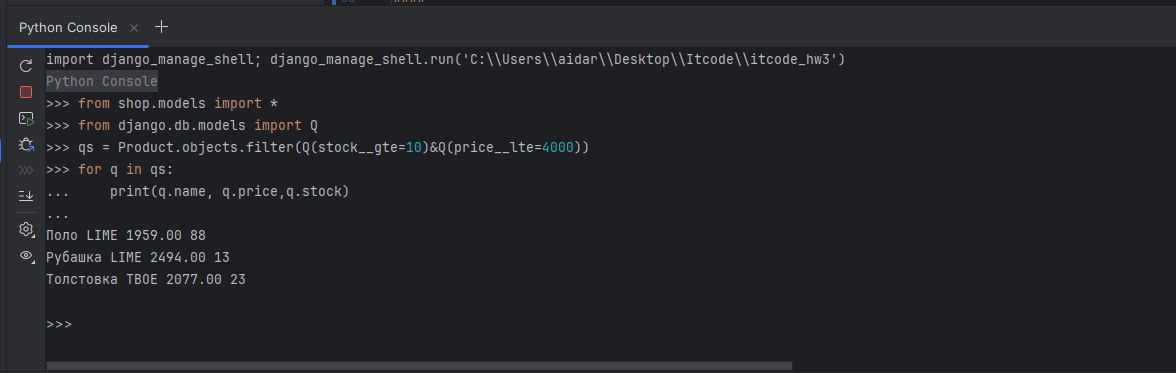 Python Console × +
import django_manage_shell; django_manage_shell.run('C:\\Users\\aidar\\Desktop\\Itcode\\itcode_hw3')
Python Console
>>> from shop.models import *
>>> from django.db.models import Q
>>> qs = Product.objects.filter(Q(stock__gte=10)&Q(price__lte=4000))
>>> for q in qs:
...     print(q.name, q.price,q.stock)
...
Поло LIME 1959.00 88
Рубашка LIME 2494.00 13
Толстовка ТВОЕ 2077.00 23
>>>